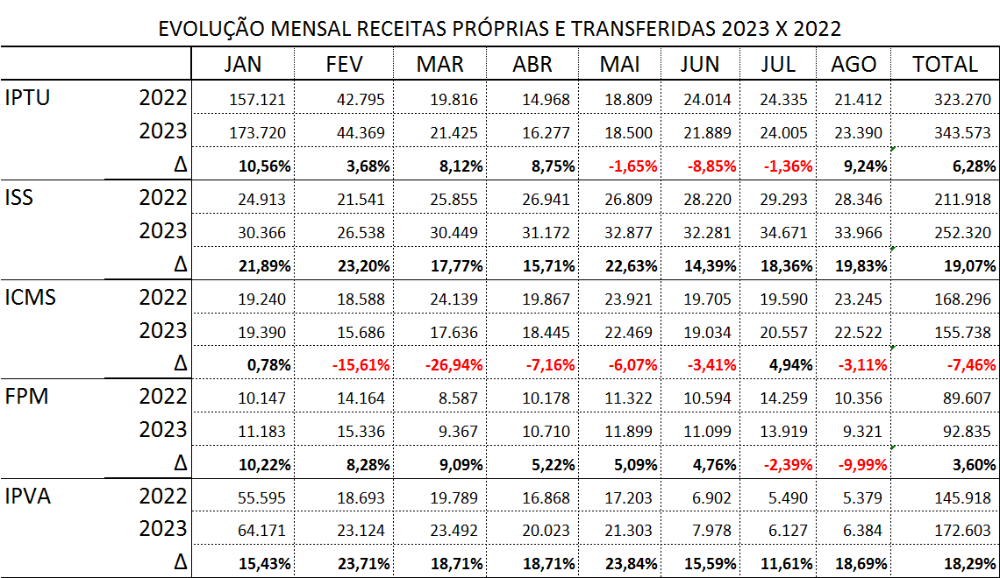 EVOLUÇÃO MENSAL RECEITAS PRÓPRIAS E TRANSFERIDAS 2023 X 2022
JAN FEV MAR ABR MAI JUN JUL AGO TOTAL
IPTU 2022 157.121 42.795 19.816 14.968 18.809 24.014 24.335 21.412 323.270
2023 173.720 44.369 21.425 16.277 18.500 21.889 24.005 23.390 343.573
Δ 10,56% 3,68% 8,12% 8,75% -1,65% -8,85% -1,36% 9,24% 6,28%
ISS 2022 24.913 21.541 25.855 26.941 26.809 28.220 29.293 28.346 211.918
2023 30.366 26.538 30.449 31.172 32.877 32.281 34.671 33.966 252.320
Δ 21,89% 23,20% 17,77% 15,71% 22,63% 14,39% 18,36% 19,83% 19,07%
ICMS 2022 19.240 18.588 24.139 19.867 23.921 19.705 19.590 23.245 168.296
2023 19.390 15.686 17.636 18.445 22.469 19.034 20.557 22.522 155.738
Δ 0,78% -15,61% -26,94% -7,16% -6,07% -3,41% 4,94% -3,11% -7,46%
FPM 2022 10.147 14.164 8.587 10.178 11.322 10.594 14.259 10.356 89.607
2023 11.183 15.336 9.367 10.710 11.899 11.099 13.919 9.321 92.835
Δ 10,22% 8,28% 9,09% 5,22% 5,09% 4,76% -2,39% -9,99% 3,60%
IPVA 2022 55.595 18.693 19.789 16.868 17.203 6.902 5.490 5.379 145.918
2023 64.171 23.124 23.492 20.023 21.303 7.978 6.127 6.384 172.603
Δ 15,43% 23,71% 18,71% 18,71% 23,84% 15,59% 11,61% 18,69% 18,29%